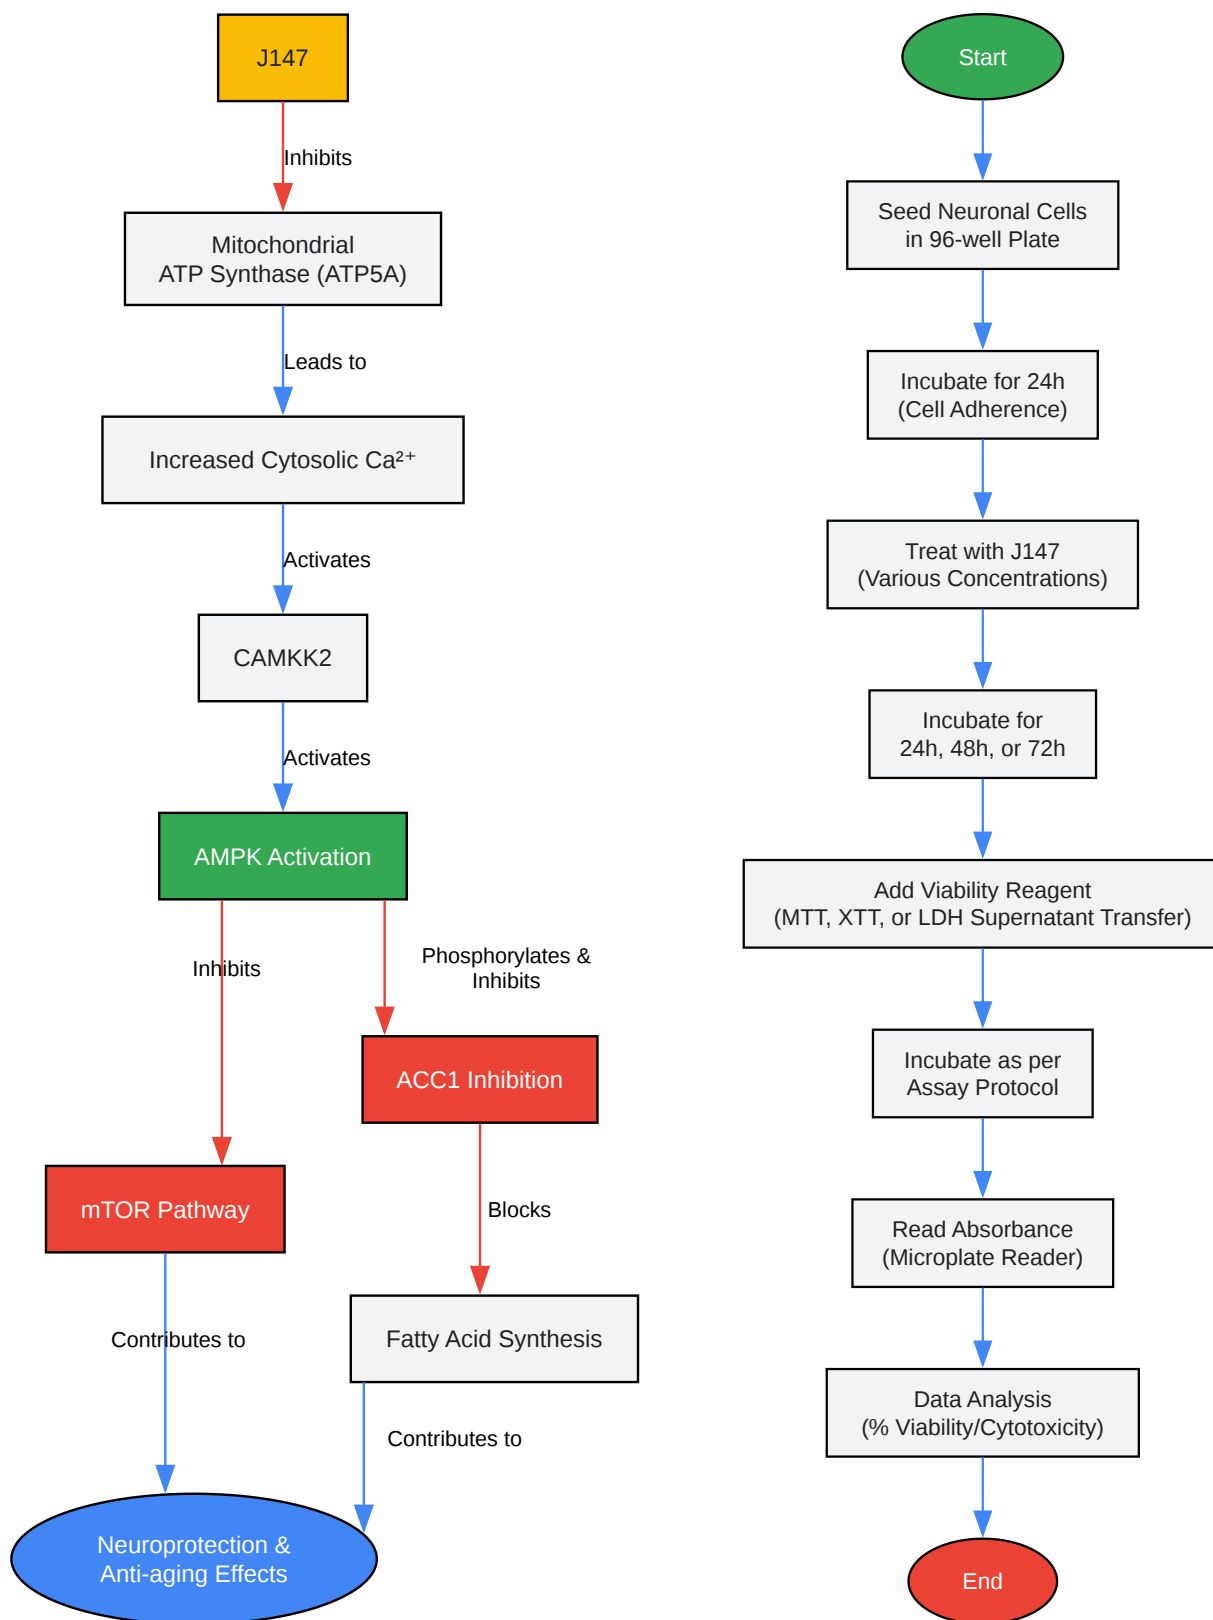 J147
Inhibits
Mitochondrial
ATP Synthase (ATP5A)
Leads to
Increased Cytosolic Ca²⁺
Activates
CAMKK2
Activates
AMPK Activation
Inhibits
Phosphorylates &
Inhibits
ACC1 Inhibition
mTOR Pathway
Blocks
Contributes to
Fatty Acid Synthesis
Contributes to
Neuroprotection &
Anti-aging Effects
Start
Seed Neuronal Cells
in 96-well Plate
Incubate for 24h
(Cell Adherence)
Treat with J147
(Various Concentrations)
Incubate for
24h, 48h, or 72h
Add Viability Reagent
(MTT, XTT, or LDH Supernatant Transfer)
Incubate as per
Assay Protocol
Read Absorbance
(Microplate Reader)
Data Analysis
(% Viability/Cytotoxicity)
End